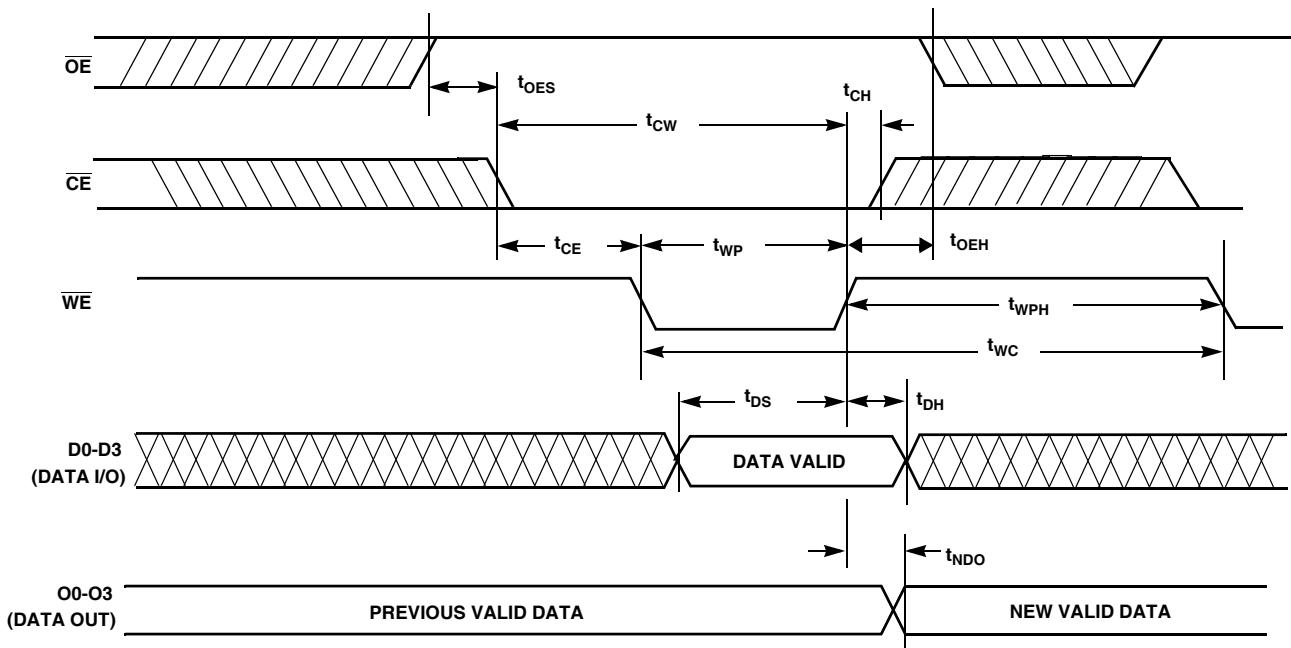 OE
tOES
tCH
tCW
CE
tCE
tWP
tOEH
WE
tWPH
tWC
tDS
tDH
D0-D3
(DATA I/O)
DATA VALID
tNDO
O0-O3
(DATA OUT)
PREVIOUS VALID DATA
NEW VALID DATA